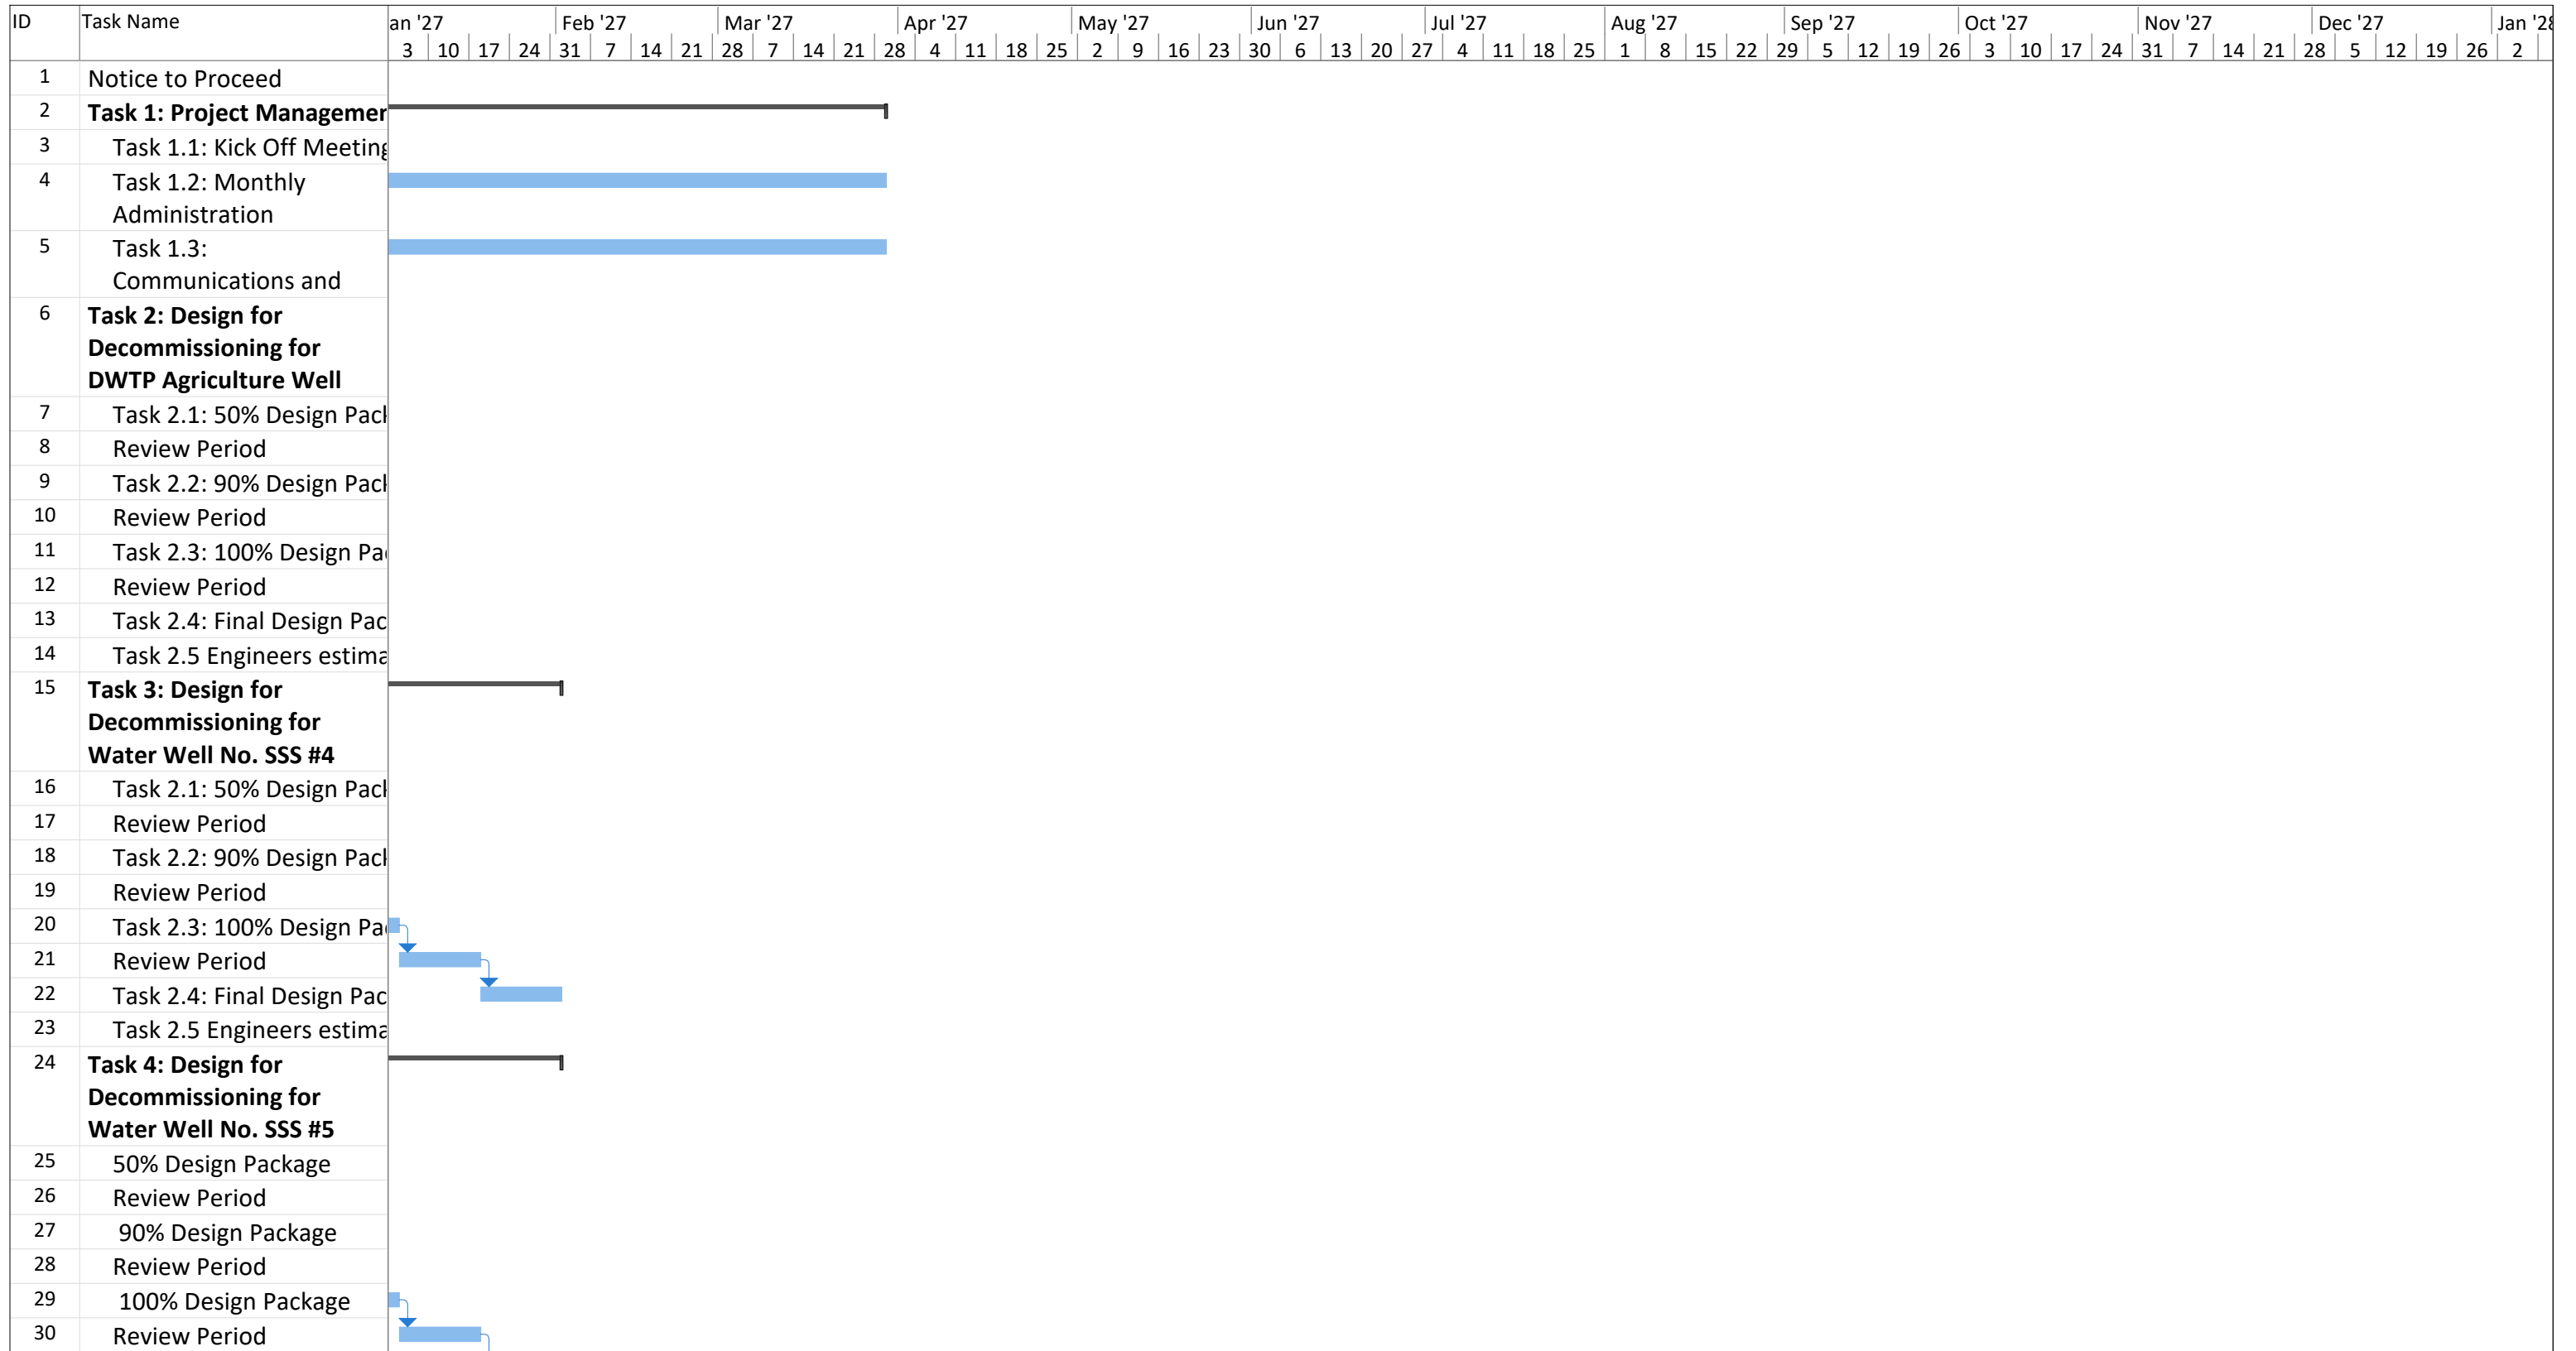 ID Task Name an '27 Feb '27 Mar '27 Apr '27 May '27 Jun '27 Jul '27 Aug '27 Sep '27 Oct '27 Nov '27 Dec '27 Jan '28
3 10 17 24 31 7 14 21 28 7 14 21 28 4 11 18 25 2 9 16 23 30 6 13 20 27 4 11 18 25 1 8 15 22 29 5 12 19 26 3 10 17 24 31 7 14 21 28 5 12 19 26 2
1 Notice to Proceed
2 Task 1: Project Managemen
3 Task 1.1: Kick Off Meeting
4 Task 1.2: Monthly
Administration
5 Task 1.3:
Communications and
6 Task 2: Design for
Decommissioning for
DWTP Agriculture Well
7 Task 2.1: 50% Design Pack
8 Review Period
9 Task 2.2: 90% Design Pack
10 Review Period
11 Task 2.3: 100% Design Pac
12 Review Period
13 Task 2.4: Final Design Pac
14 Task 2.5 Engineers estima
15 Task 3: Design for
Decommissioning for
Water Well No. SSS #4
16 Task 2.1: 50% Design Pack
17 Review Period
18 Task 2.2: 90% Design Pack
19 Review Period
20 Task 2.3: 100% Design Pac
21 Review Period
22 Task 2.4: Final Design Pac
23 Task 2.5 Engineers estima
24 Task 4: Design for
Decommissioning for
Water Well No. SSS #5
25 50% Design Package
26 Review Period
27 90% Design Package
28 Review Period
29 100% Design Package
30 Review Period